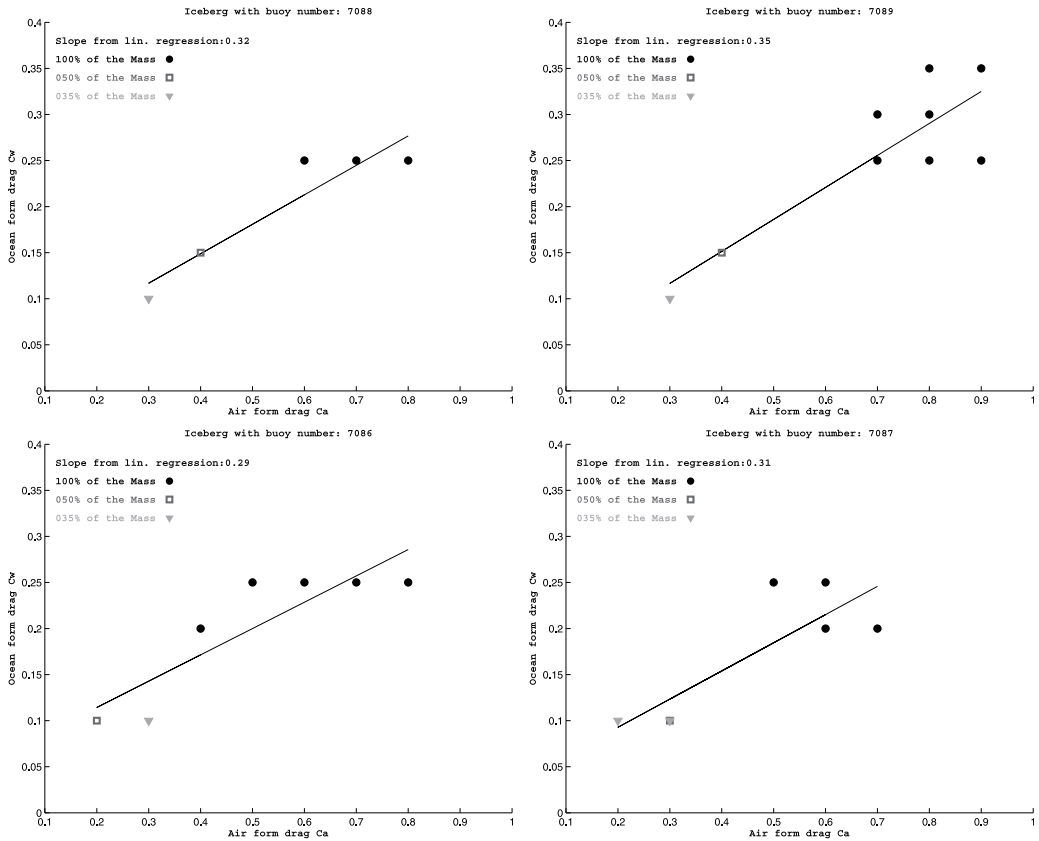 Iceberg with buoy number: 7088
Slope from lin. regression:0.32
100% of the Mass
050% of the Mass
035% of the Mass
Ocean form drag Cw
0.4
0.35
0.3
0.25
0.2
0.15
0.1
0.05
0
0.1 0.2 0.3 0.4 0.5 0.6 0.7 0.8 0.9 1
Air form drag Ca
Iceberg with buoy number: 7089
Slope from lin. regression:0.35
100% of the Mass
050% of the Mass
035% of the Mass
Ocean form drag Cw
0.4
0.35
0.3
0.25
0.2
0.15
0.1
0.05
0
0.1 0.2 0.3 0.4 0.5 0.6 0.7 0.8 0.9 1
Air form drag Ca
Iceberg with buoy number: 7086
Slope from lin. regression:0.29
100% of the Mass
050% of the Mass
035% of the Mass
Ocean form drag Cw
0.4
0.35
0.3
0.25
0.2
0.15
0.1
0.05
0
0.1 0.2 0.3 0.4 0.5 0.6 0.7 0.8 0.9 1
Air form drag Ca
Iceberg with buoy number: 7087
Slope from lin. regression:0.31
100% of the Mass
050% of the Mass
035% of the Mass
Ocean form drag Cw
0.4
0.35
0.3
0.25
0.2
0.15
0.1
0.05
0
0.1 0.2 0.3 0.4 0.5 0.6 0.7 0.8 0.9 1
Air form drag Ca